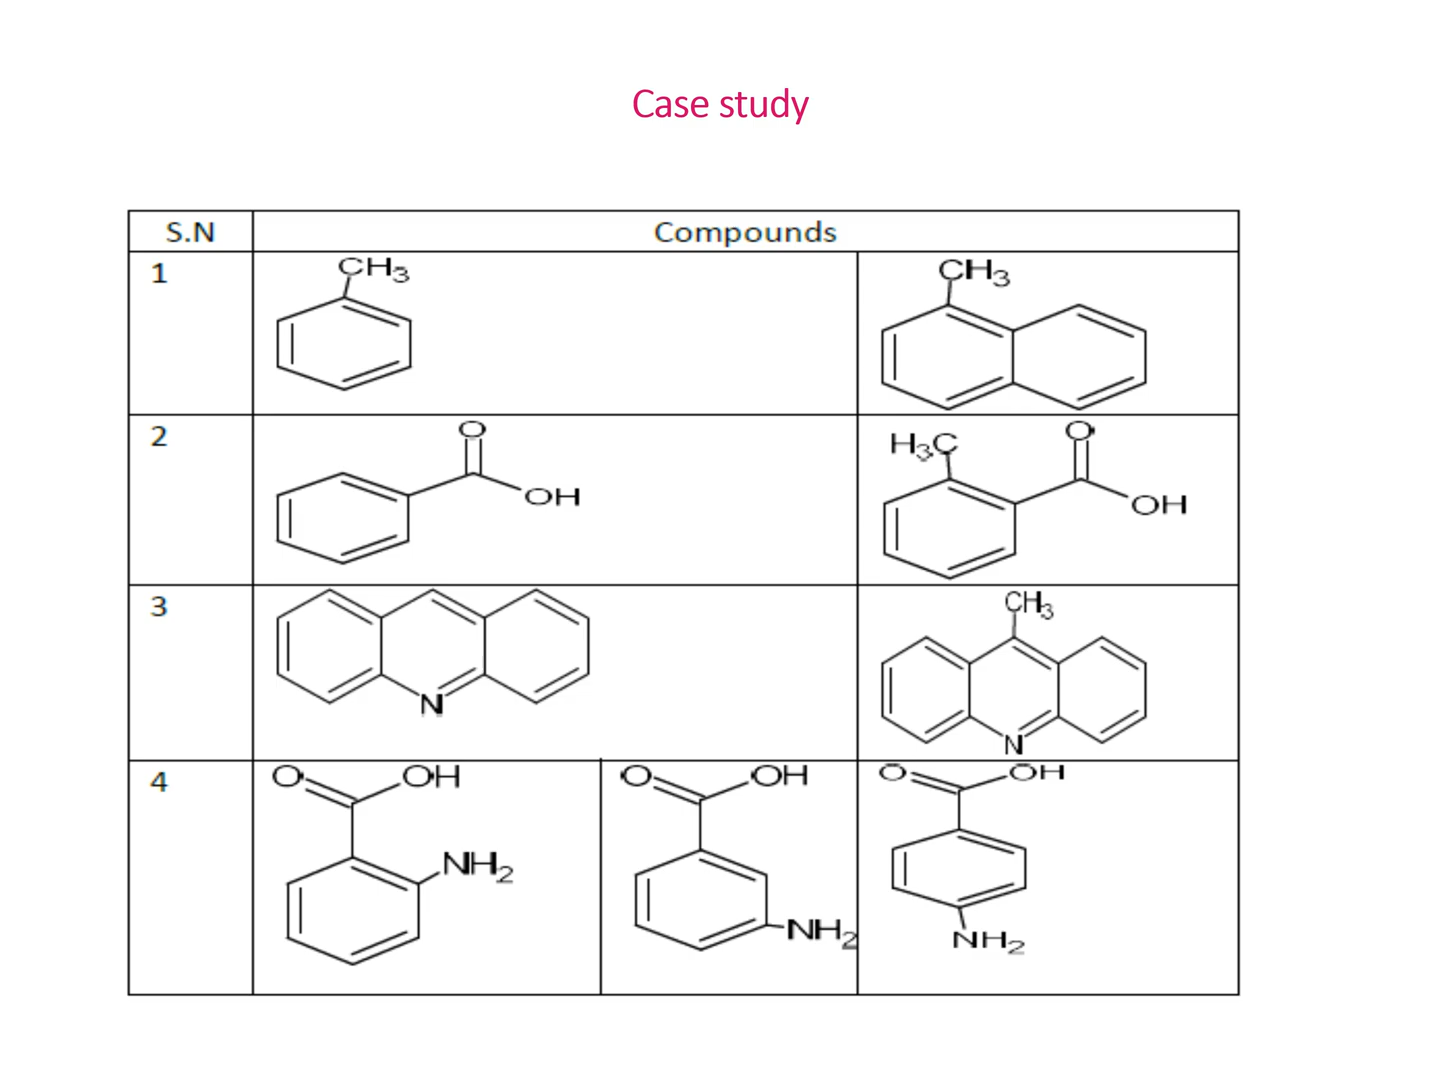 Case study
S.N Compounds
1 CH3 CH3
2 O OH H3C O OH
3 N CH3 N
4 O OH NH2 O OH NH2 O OH NH2